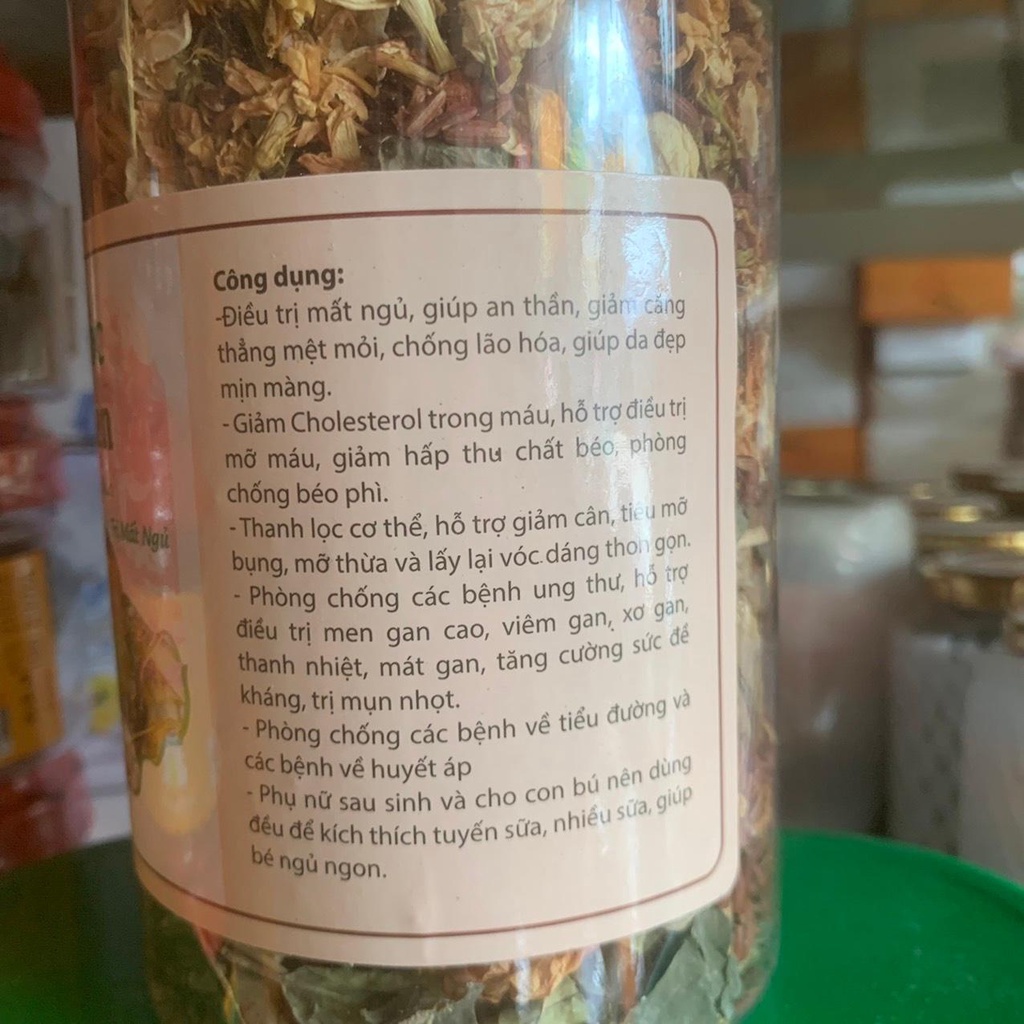 Công dụng:
-Điều trị mất ngủ, giúp an thần, giảm căng
thẳng mệt mỏi, chống lão hóa, giúp da đẹp
mịn màng.
-Giảm Cholesterol trong máu, hỗ trợ điều trị
mỡ máu, giảm hấp thu chất béo, phòng
chống béo phì.
-Thanh lọc cơ thể, hỗ trợ giảm cân, tiêu mỡ
bụng, mỡ thừa và lấy lại vóc dáng thon gọn.
- Phòng chống các bệnh ung thư, hỗ trợ
điều trị men gan cao, viêm gan, xơ gan,
thanh nhiệt, mát gan, tăng cường sức đề
kháng, trị mụn nhọt.
- Phòng chống các bệnh về tiểu đường và
các bệnh về huyết áp
- Phụ nữ sau sinh và cho con bú nên dùng
đều để kích thích tuyến sữa, nhiều sữa, giúp
bé ngủ ngon.
Mất Ngủ